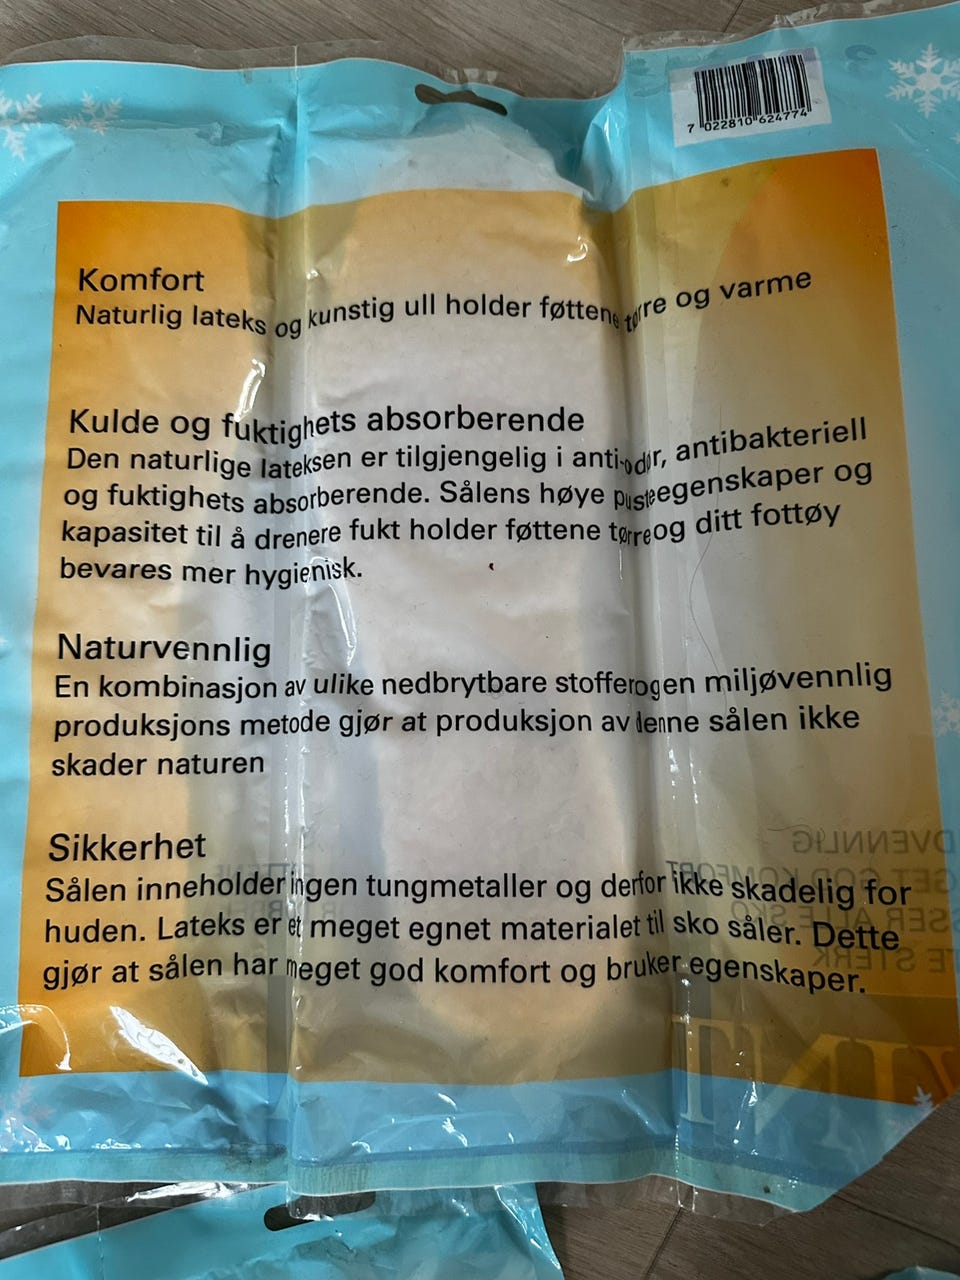 7 022810 624774
Komfort
Naturlig lateks og kunstig ull holder føttene tørre og varme
Kulde og fuktighets absorberende
Den naturlige lateksen er tilgjengelig i anti-odør, antibakteriell
og fuktighets absorberende. Sålens høye pusteegenskaper og
kapasitet til å drenere fukt holder føttene tørre og ditt fottøy
bevares mer hygienisk.
Naturvennlig
En kombinasjon av ulike nedbrytbare stoffer og en miljøvennlig
produksjons metode gjør at produksjon av denne sålen ikke
skader naturen
Sikkerhet
Sålen inneholder ingen tungmetaller og derfor ikke skadelig for
huden. Lateks er et meget egnet materialet til sko såler. Dette
gjør at sålen har meget god komfort og bruker egenskaper.